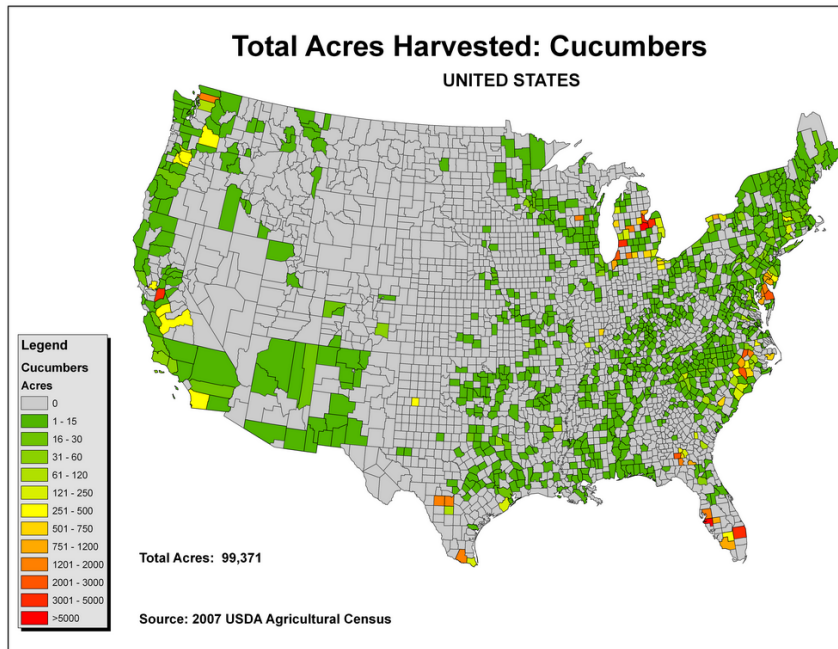 Total Acres Harvested: Cucumbers
UNITED STATES
Legend
Cucumbers
Acres
0
1 - 15
16 - 30
31 - 60
61 - 120
121 - 250
251 - 500
501 - 750
751 - 1200
1201 - 2000
2001 - 3000
3001 - 5000
>5000
Total Acres: 99,371
Source: 2007 USDA Agricultural Census